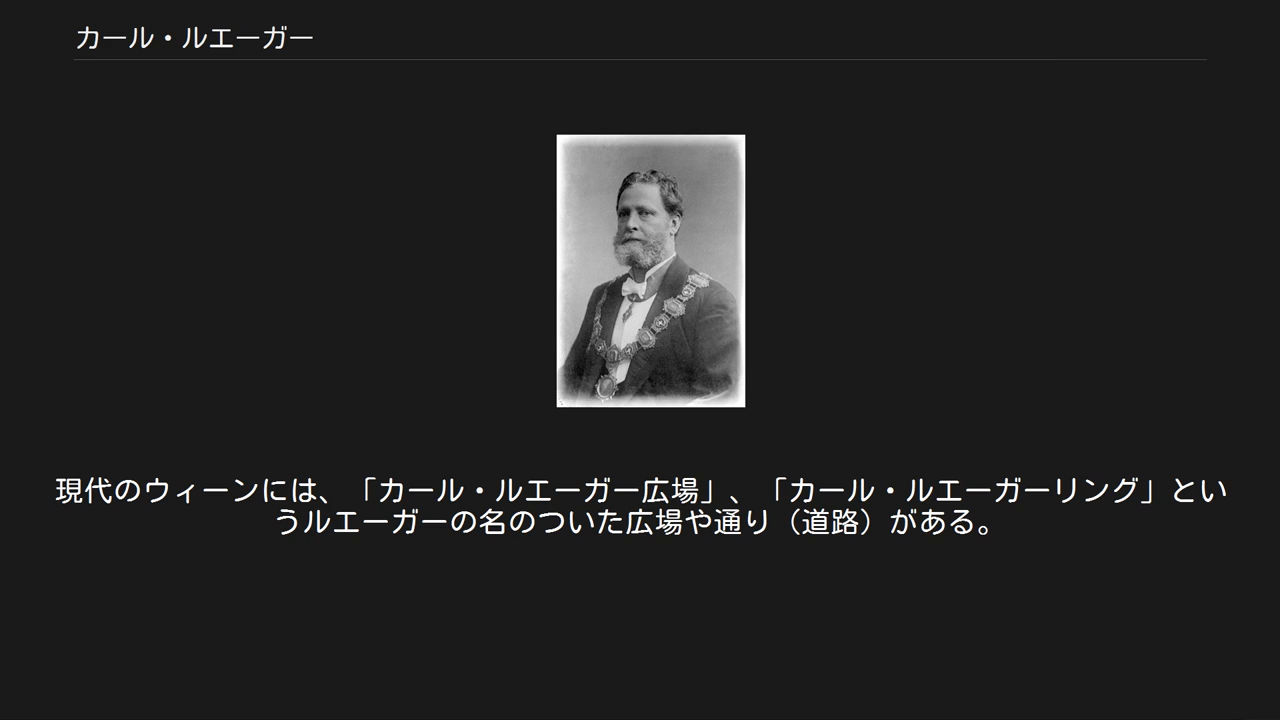 カール・ルエーガー
現代のウィーンには、「カール・ルエーガー広場」、「カール・ルエーガーリング」とい
うルエーガーの名のついた広場や通り（道路）がある。